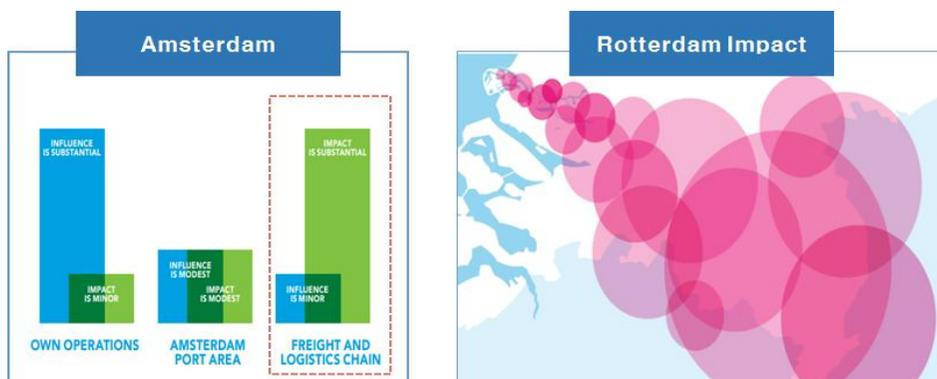 Amsterdam
INFLUENCE
IS SUBSTANTIAL
IMPACT
IS MINOR
OWN OPERATIONS
INFLUENCE
IS MODEST
IMPACT
IS MODEST
AMSTERDAM
PORT AREA
IMPACT
IS SUBSTANTIAL
INFLUENCE
IS MINOR
FREIGHT AND
LOGISTICS CHAIN
Rotterdam Impact